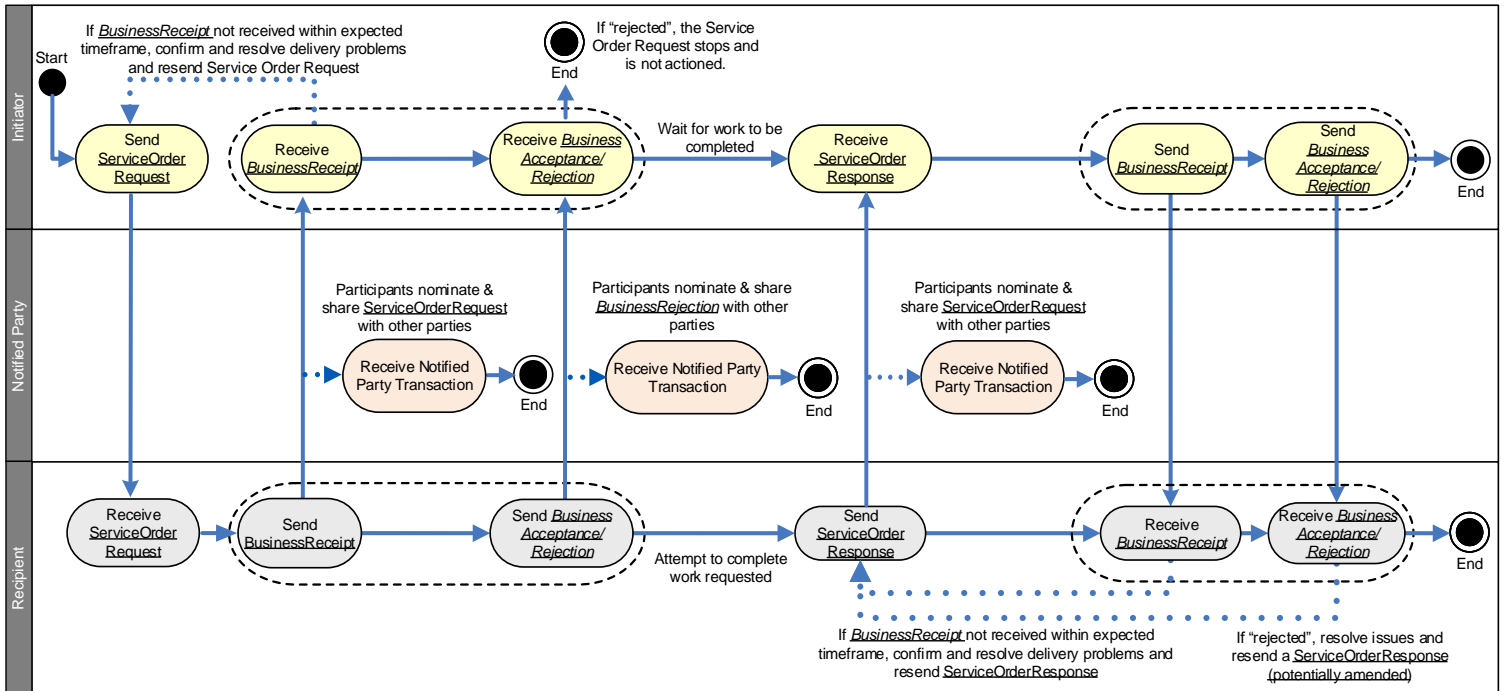 Initiator
If BusinessReceipt not received within expected
timeframe, confirm and resolve delivery problems
and resend Service Order Request
Start
End
If “rejected”, the Service
Order Request stops and
is not actioned.
Send
ServiceOrder
Request
Receive
BusinessReceipt
Receive Business
Acceptance/
Rejection
Wait for work to be
completed
Receive
ServiceOrder
Response
Send
BusinessReceipt
Send
Business
Acceptance/
Rejection
End
Notified Party
Participants nominate &
share ServiceOrderRequest
with other parties
Receive Notified
Party Transaction
End
Participants nominate & share
BusinessRejection with other
parties
Receive Notified Party
Transaction
End
Participants nominate &
share ServiceOrderRequest
with other parties
Receive Notified
Party Transaction
End
Recipient
Receive
ServiceOrder
Request
Send
BusinessReceipt
Send Business
Acceptance/
Rejection
Attempt to complete
work requested
Send
ServiceOrder
Response
Receive
BusinessReceipt
Receive Business
Acceptance/
Rejection
End
If BusinessReceipt not received within expected
timeframe, confirm and resolve delivery problems and
resend ServiceOrderResponse
If “rejected”, resolve issues and
resend a ServiceOrderResponse
(potentially amended)